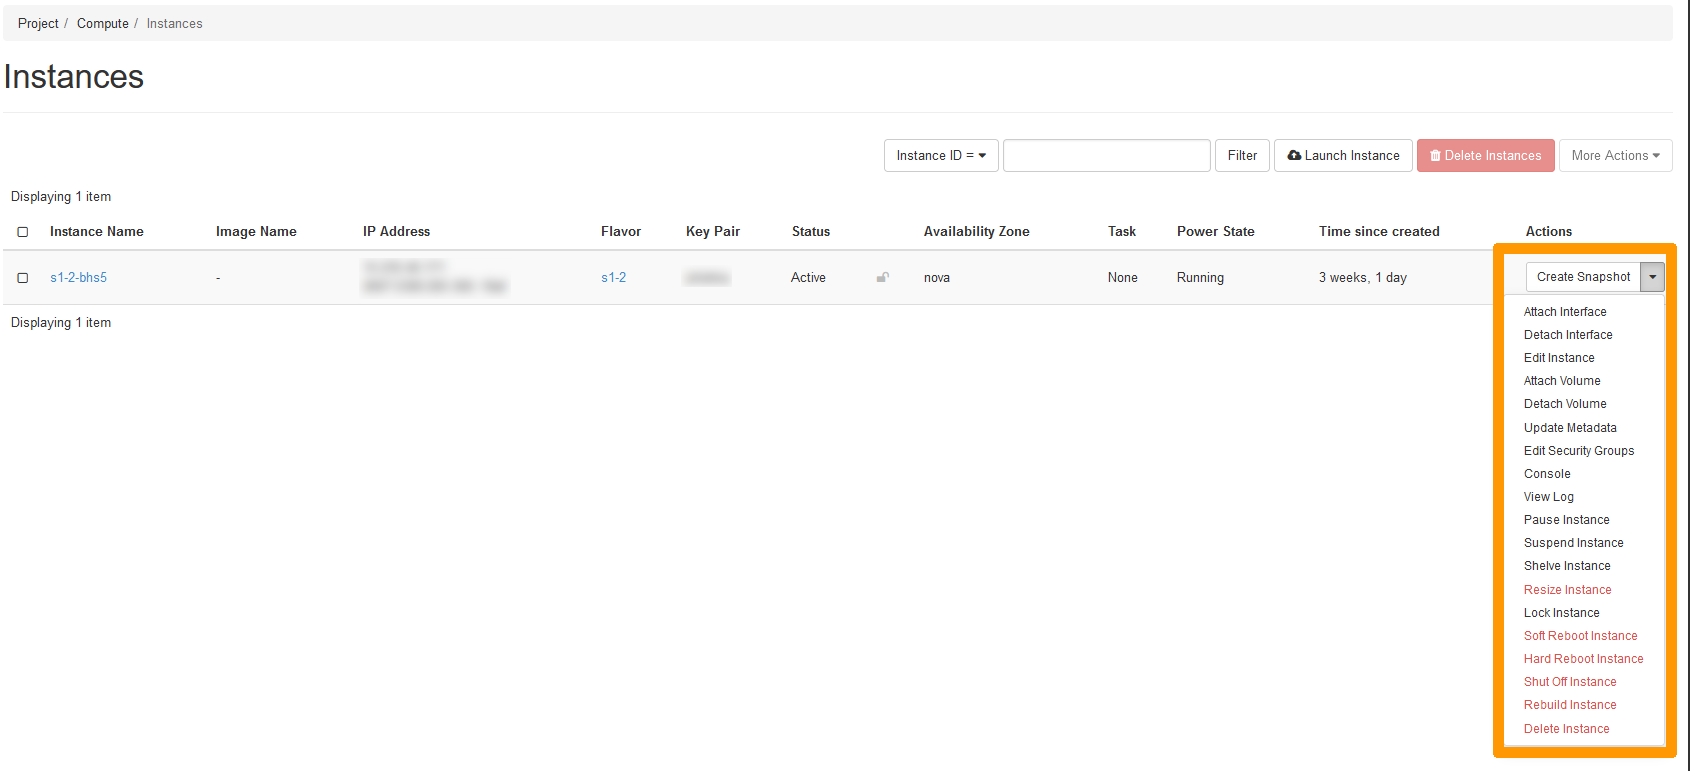 Project / Compute / Instances
Instances
Instance ID = Filter Launch Instance Delete Instances More Actions
Displaying 1 item
Instance Name Image Name IP Address Flavor Key Pair Status Availability Zone Task Power State Time since created Actions
s1-2-bhs5 - s1-2 Active nova None Running 3 weeks, 1 day Create Snapshot
Displaying 1 item
Attach Interface
Detach Interface
Edit Instance
Attach Volume
Detach Volume
Update Metadata
Edit Security Groups
Console
View Log
Pause Instance
Suspend Instance
Shelve Instance
Resize Instance
Lock Instance
Soft Reboot Instance
Hard Reboot Instance
Shut Off Instance
Rebuild Instance
Delete Instance